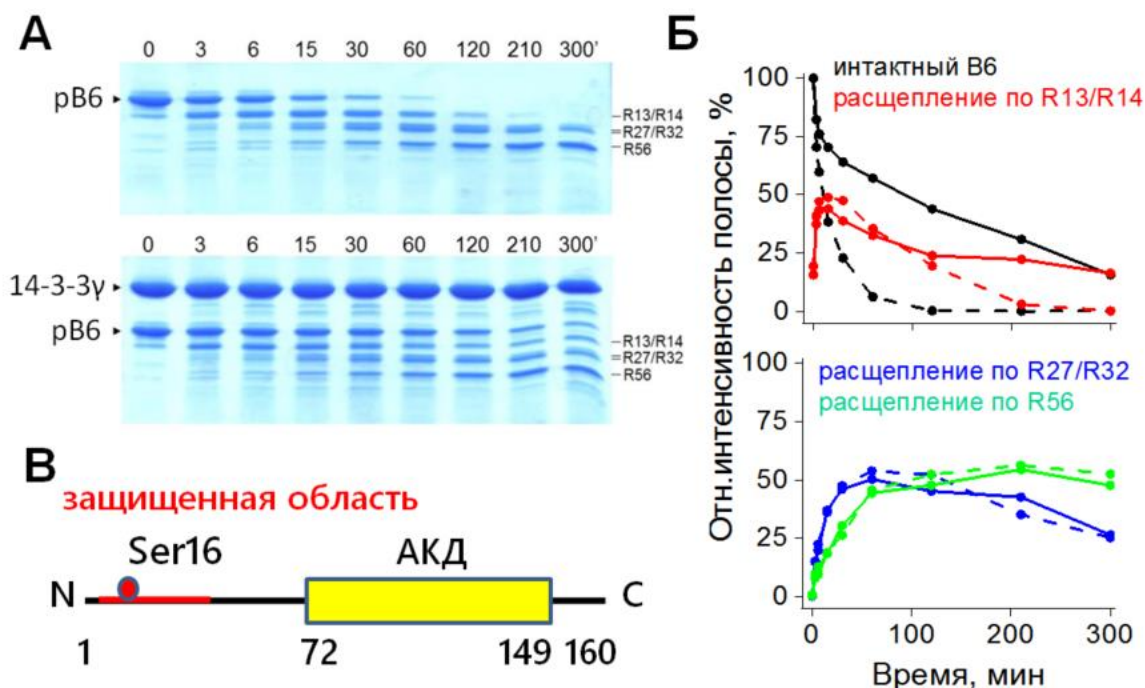 А
0 3 6 15 30 60 120 210 300'
pB6
R13/R14
R27/R32
R56
0 3 6 15 30 60 120 210 300'
14-3-3γ
pB6
R13/R14
R27/R32
R56
В
защищенная область
Ser16
АКД
N
C
1
72
149
160
Б
Отн.интенсивность полосы, %
100
75
50
25
0
интактный B6
расщепление по R13/R14
100
75
50
25
0
расщепление по R27/R32
расщепление по R56
0
100
200
300
Время, мин